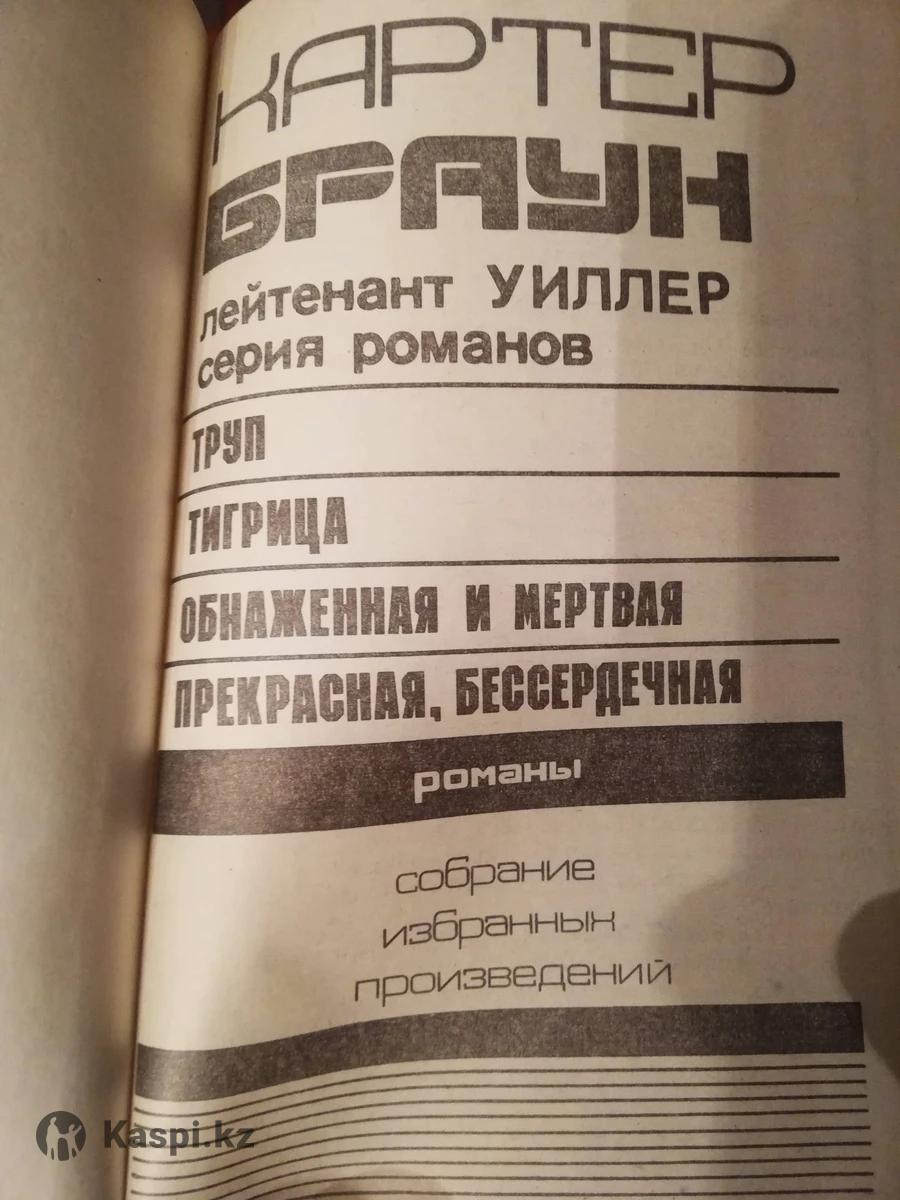 КАРТЕР
БРАУН
лейтенант УИЛЛЕР
серия романов
ТРУП
ТИГРИЦА
ОБНАЖЕННАЯ И МЕРТВАЯ
ПРЕКРАСНАЯ, БЕССЕРДЕЧНАЯ
романы
собрание
избранных
произведений
Kaspi.kz